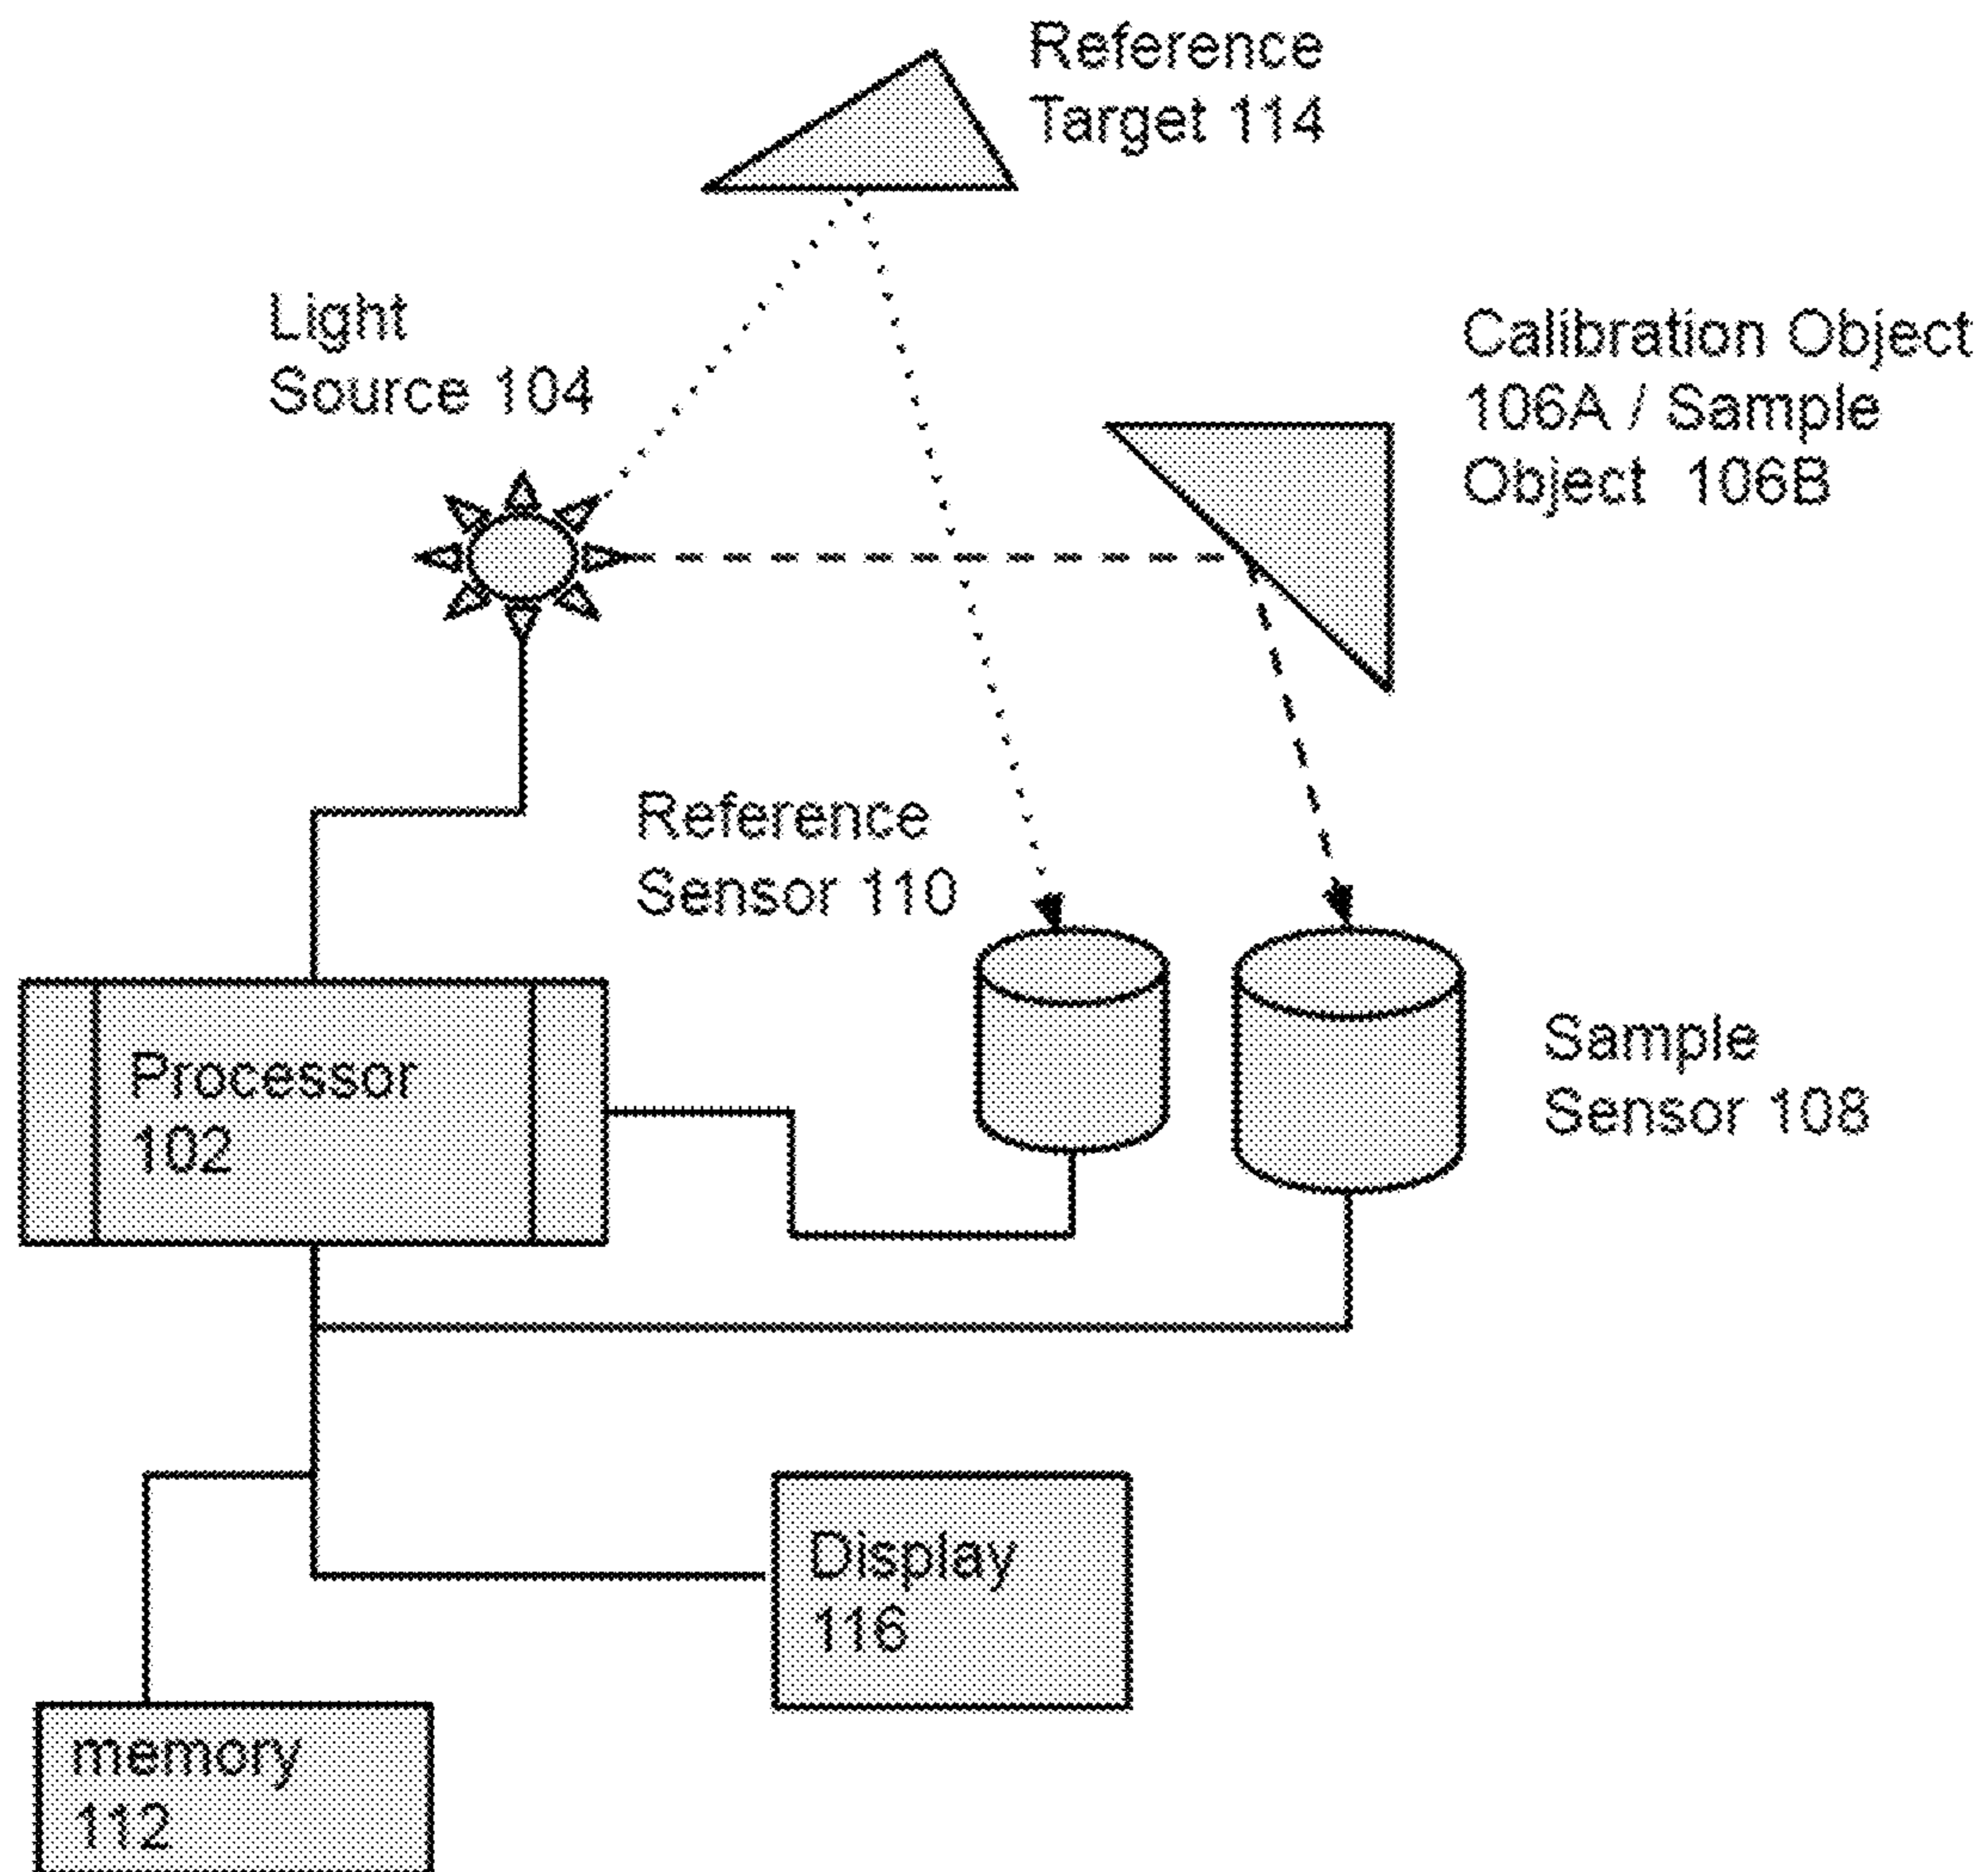 Reference
Target 114
Light
Source 104
Calibration Object
106A / Sample
Object 106B
Reference
Sensor 110
Processor
102
Sample
Sensor 108
Display
116
memory
112